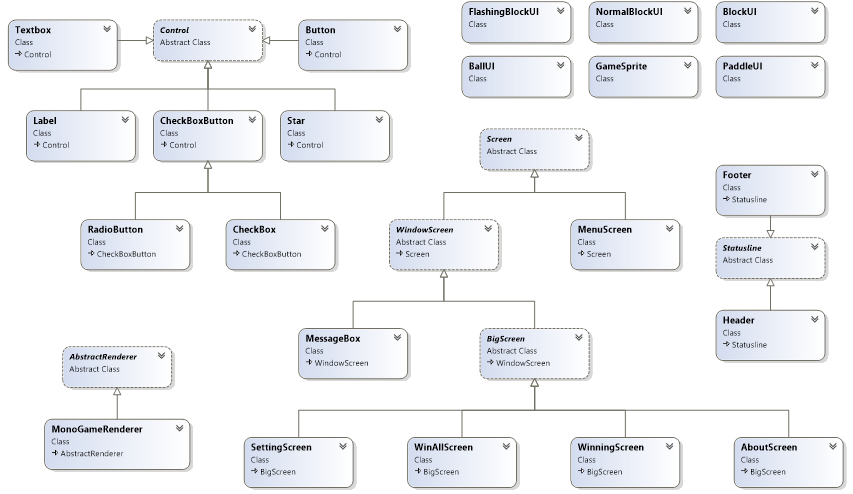 Textbox
Class
Control
Control
Abstract Class
Button
Class
Control
FlashingBlockUI
Class
NormalBlockUI
Class
BlockUI
Class
BallUI
Class
GameSprite
Class
PaddleUI
Class
Label
Class
Control
CheckBoxButton
Class
Control
Star
Class
Control
Screen
Abstract Class
Footer
Class
Statusline
RadioButton
Class
CheckBoxButton
CheckBox
Class
CheckBoxButton
WindowScreen
Abstract Class
Screen
MenuScreen
Class
Screen
Statusline
Abstract Class
Header
Class
Statusline
MessageBox
Class
WindowScreen
BigScreen
Abstract Class
WindowScreen
AbstractRenderer
Abstract Class
MonoGameRenderer
Class
AbstractRenderer
SettingScreen
Class
BigScreen
WinAllScreen
Class
BigScreen
WinningScreen
Class
BigScreen
AboutScreen
Class
BigScreen